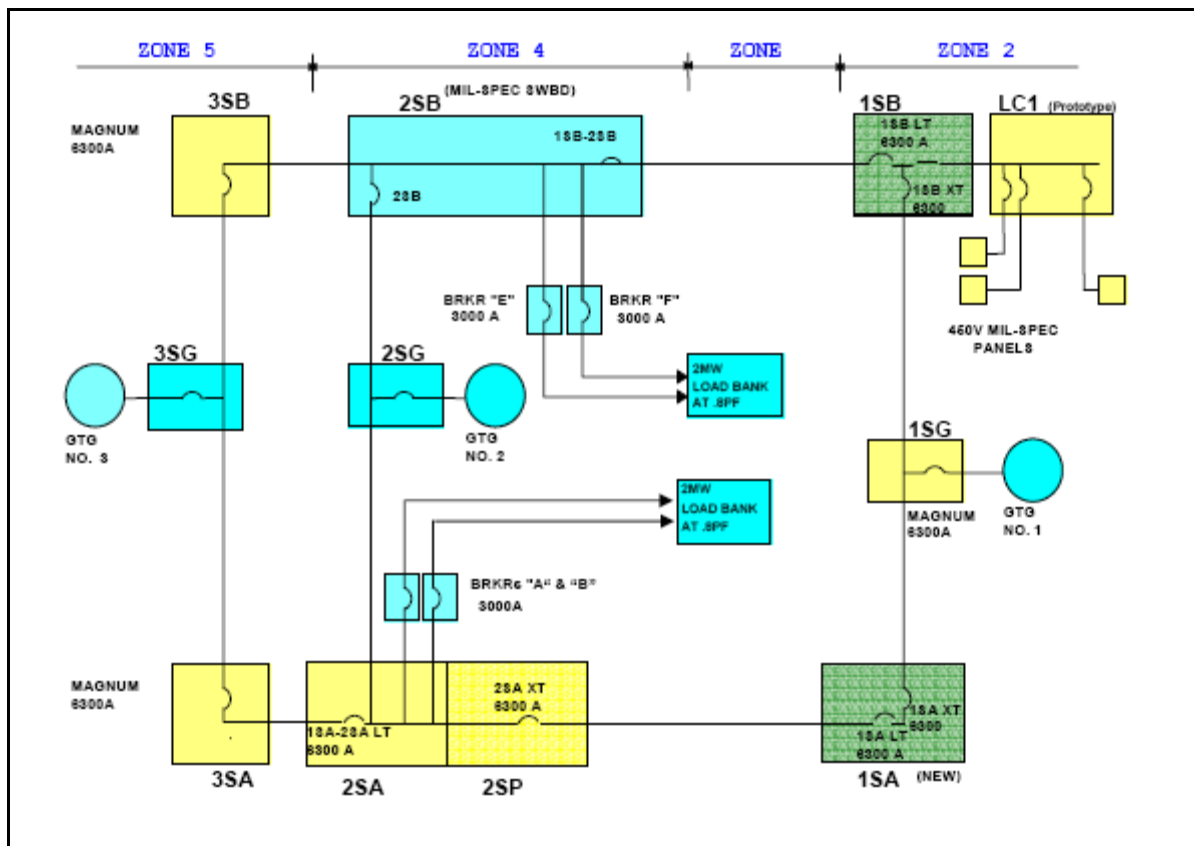 ZONE 5
ZONE 4
ZONE
ZONE 2
(MIL-SPEC SWBD)
3SB
2SB
1SB
LC1 (Prototype)
MAGNUM
6300A
1SB-2SB
2SB
1SB LT
6300 A
1SB XT
6300
BRKR "E"
3000 A
BRKR "F"
3000 A
450V MIL-SPEC
PANELS
3SG
2SG
2MW
LOAD BANK
AT .8PF
GTG
NO. 3
GTG
NO. 2
1SG
2MW
LOAD BANK
AT .8PF
MAGNUM
6300A
GTG
NO. 1
BRKRs "A" & "B"
3000A
MAGNUM
6300A
2SA XT
6300 A
1SA-2SA LT
6300 A
1SA XT
6300
1SA LT
6300 A
3SA
2SA
2SP
1SA (NEW)